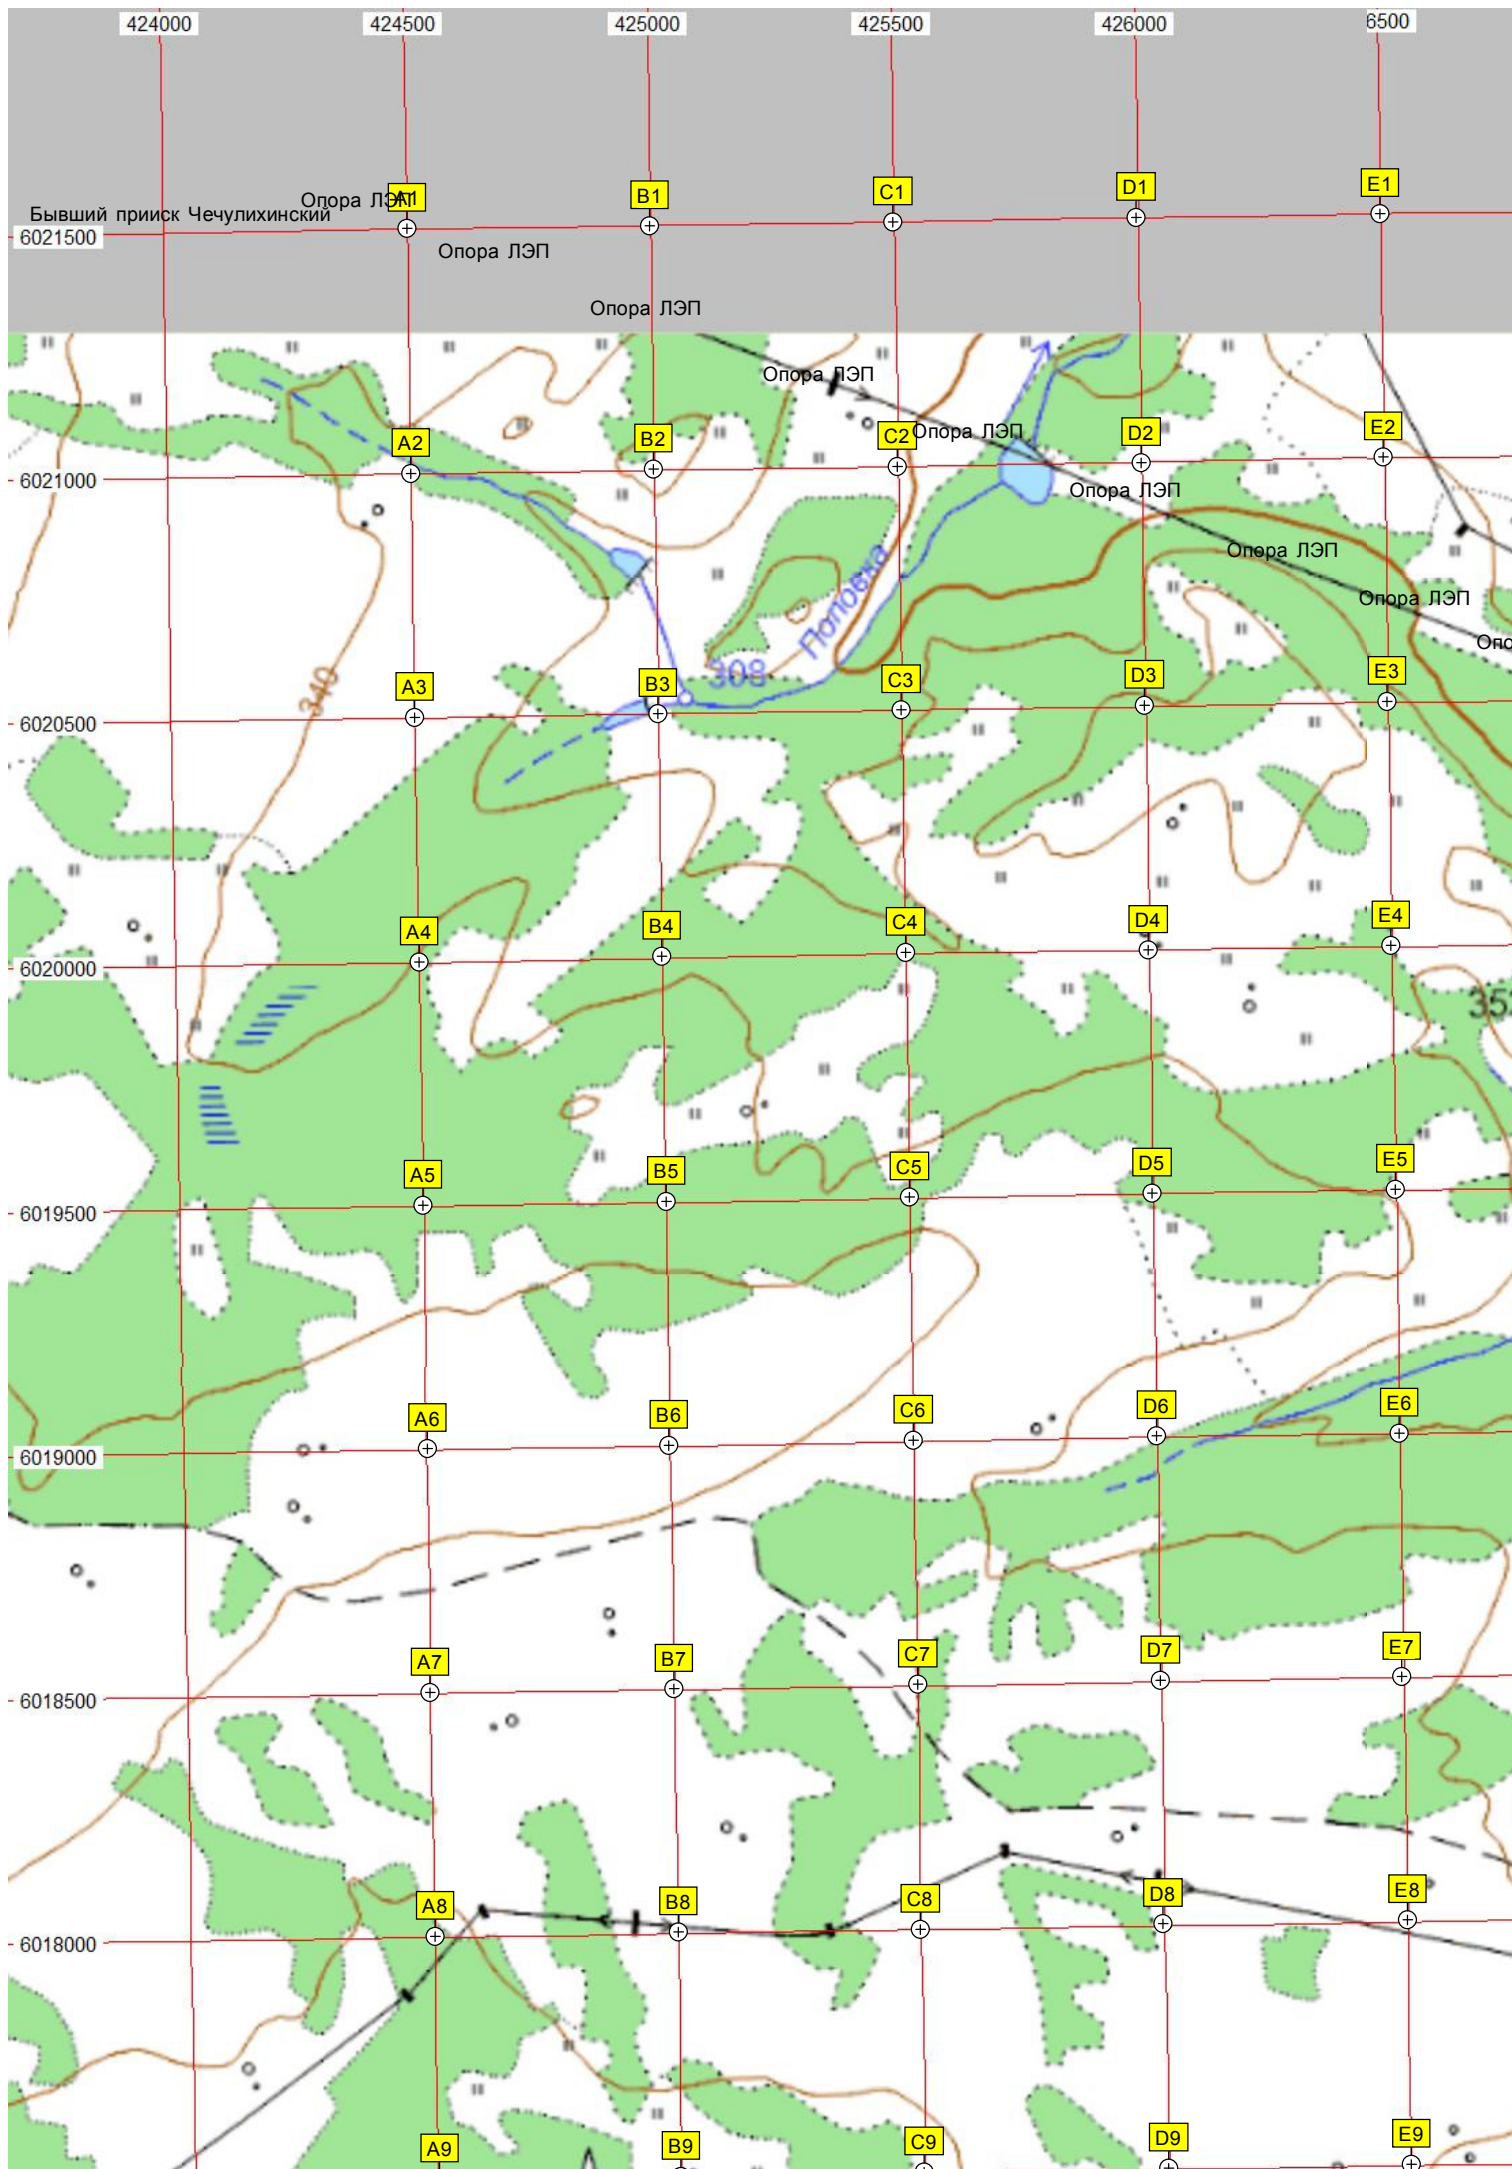 424000 424500 425000 425500 426000 6500
A1 B1 C1 D1 E1
Опора ЛЭП
Бывший прииск Чечулихинский
6021500
Опора ЛЭП
Опора ЛЭП
Опора ЛЭП
A2 B2 C2 D2 E2
Опора ЛЭП
6021000
Опора ЛЭП
Опора ЛЭП
Поповка
Опора ЛЭП
Опо
340
308
A3 B3 C3 D3 E3
6020500
A4 B4 C4 D4 E4
6020000
35
A5 B5 C5 D5 E5
6019500
A6 B6 C6 D6 E6
6019000
A7 B7 C7 D7 E7
6018500
A8 B8 C8 D8 E8
6018000
A9 B9 C9 D9 E9